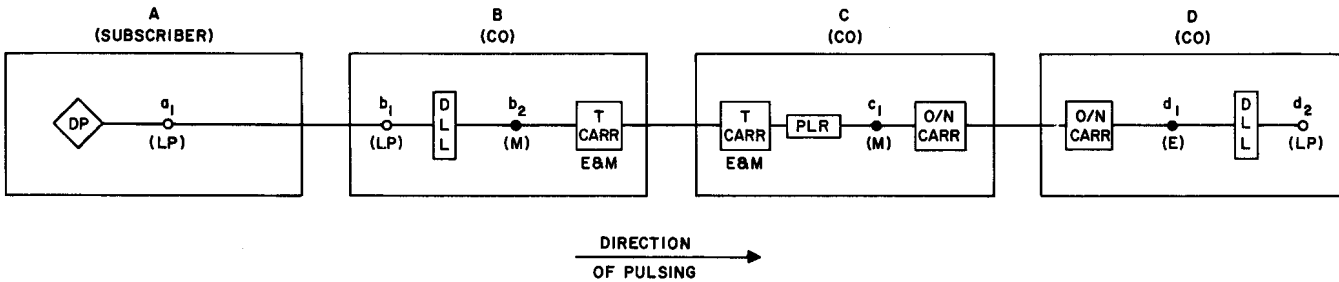 A
(SUBSCRIBER)
B
(CO)
C
(CO)
D
(CO)
DP
a1
(LP)
b1
(LP)
D
L
L
b2
(M)
T
CARR
E&M
T
CARR
E&M
PLR
c1
(M)
O/N
CARR
O/N
CARR
d1
(E)
D
L
L
d2
(LP)
DIRECTION
OF PULSING